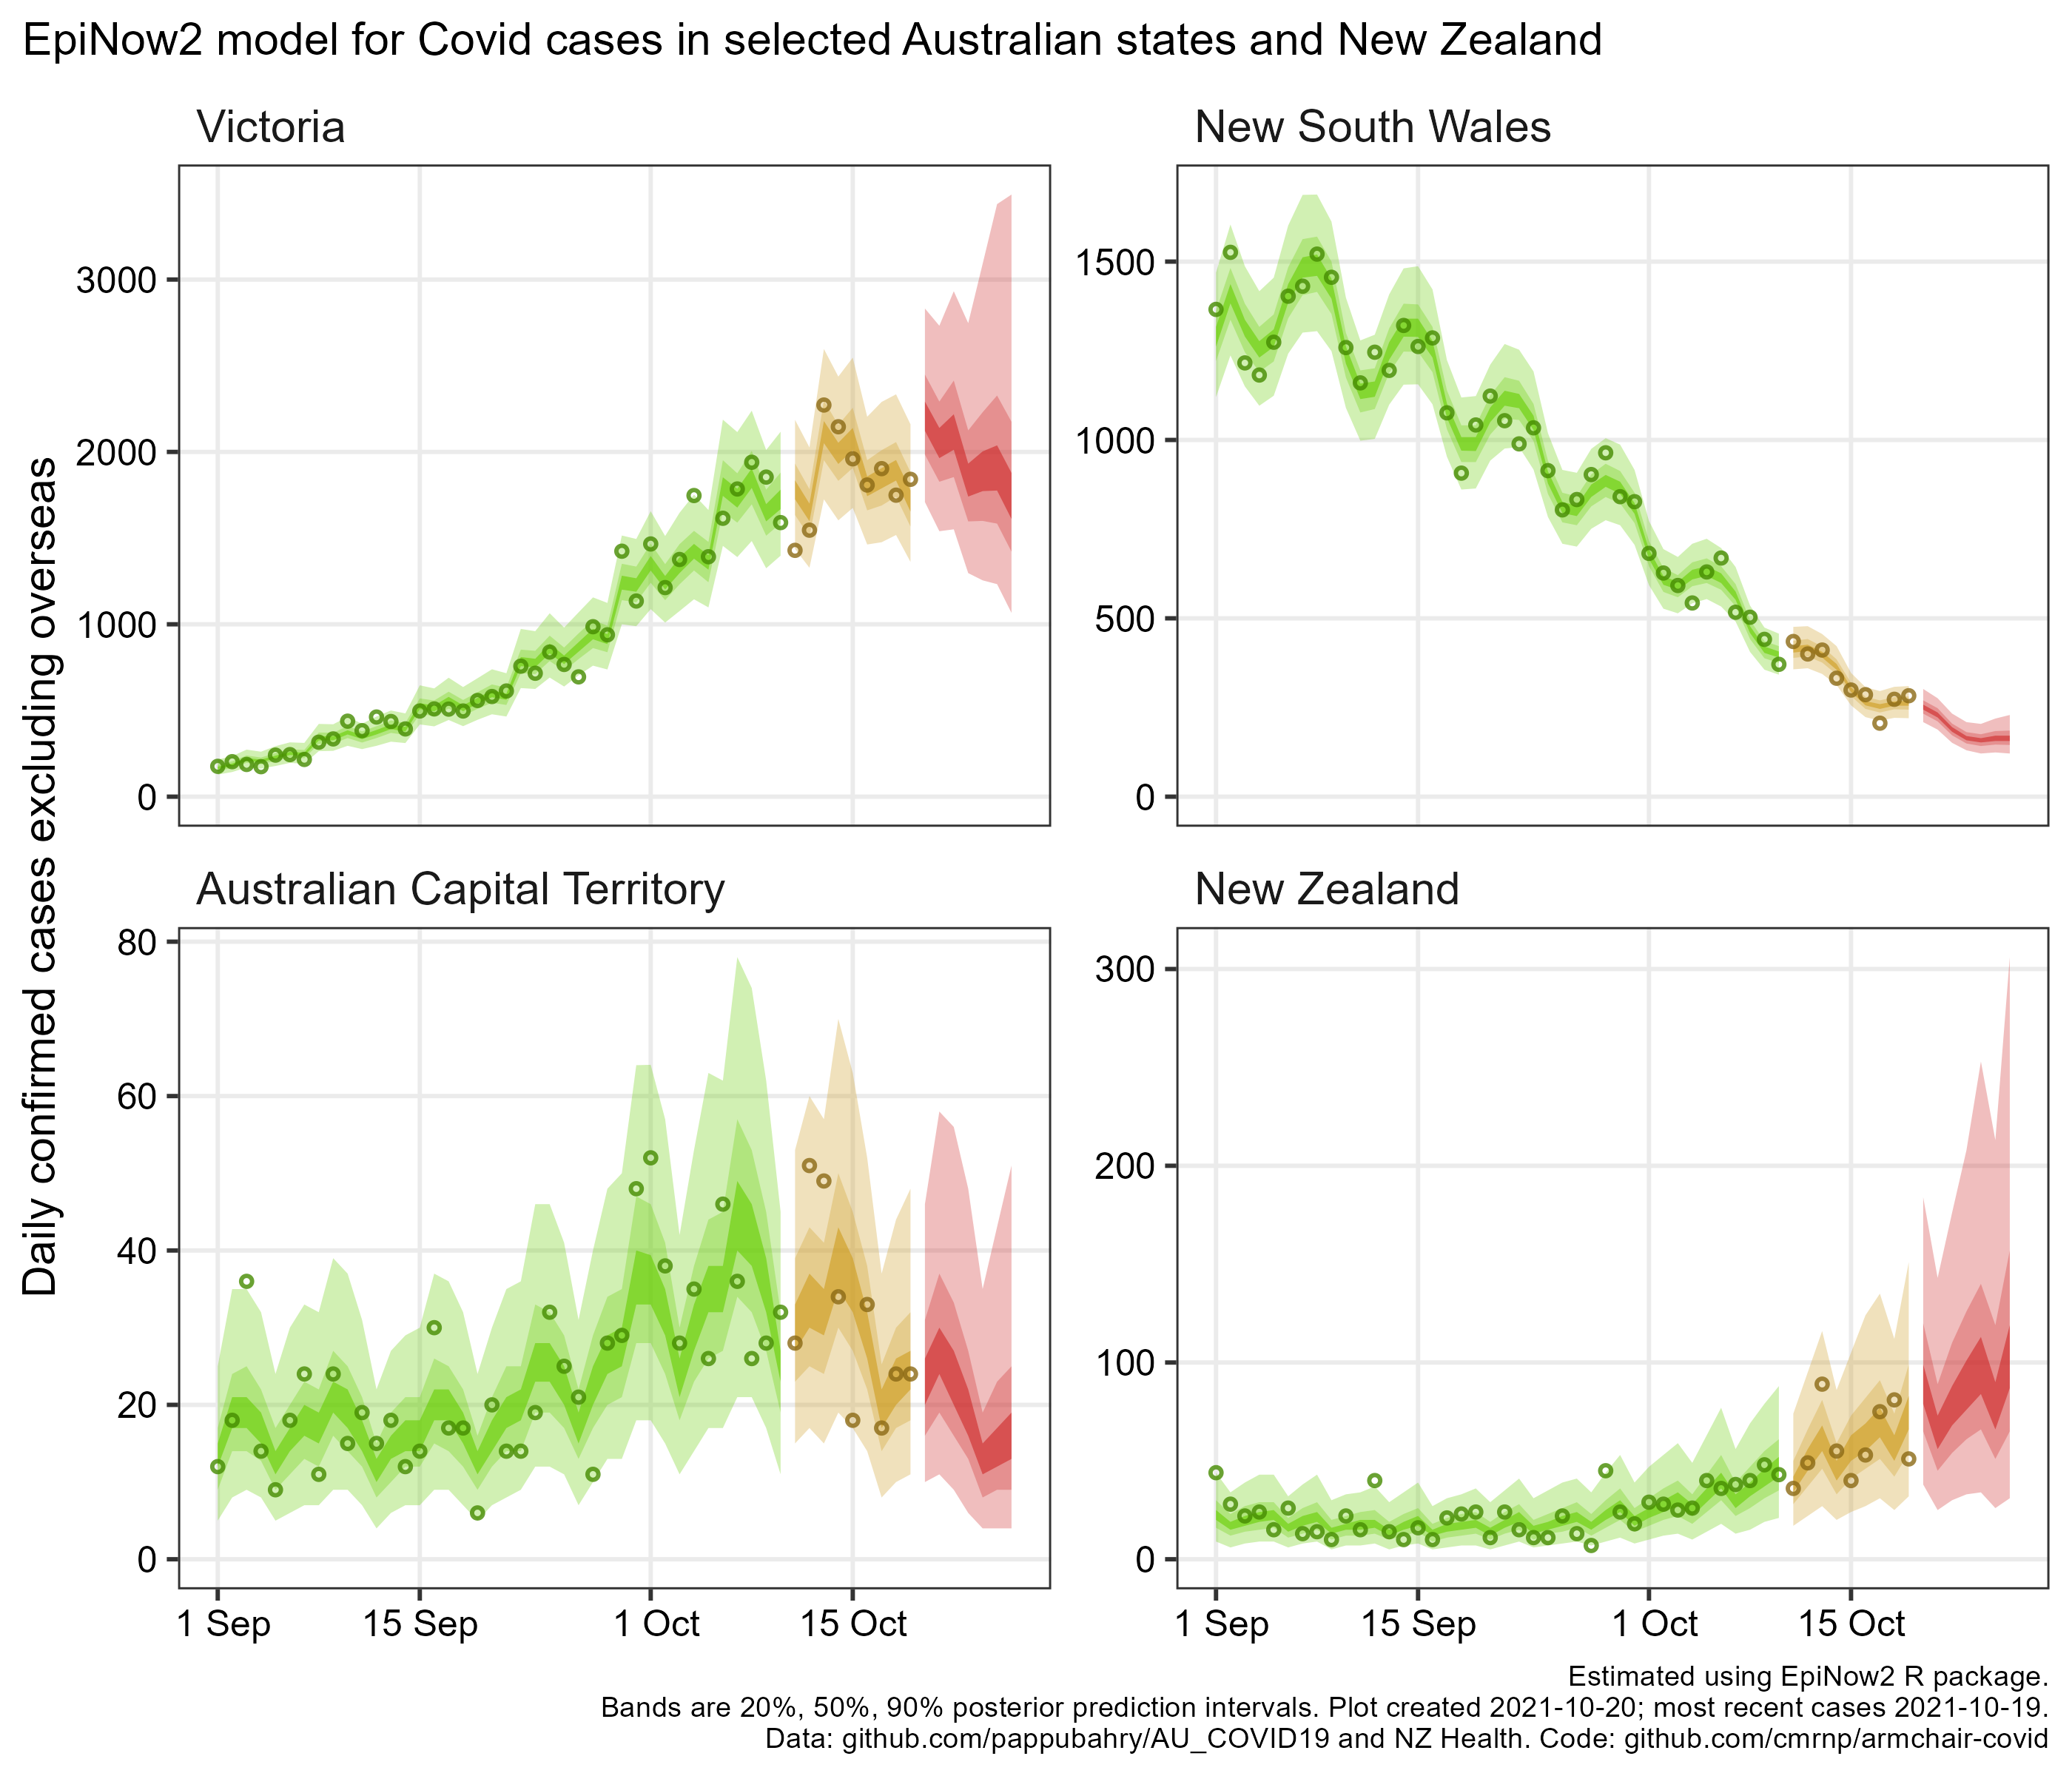 EpiNow2 model for Covid cases in selected Australian states and New Zealand
Daily confirmed cases excluding overseas
Victoria
3000
2000
1000
0
New South Wales
1500
1000
500
0
Australian Capital Territory
80
60
40
20
0
1 Sep 15 Sep 1 Oct 15 Oct
New Zealand
300
200
100
0
1 Sep 15 Sep 1 Oct 15 Oct
Estimated using EpiNow2 R package.
Bands are 20%, 50%, 90% posterior prediction intervals. Plot created 2021-10-20; most recent cases 2021-10-19.
Data: github.com/pappubahry/AU_COVID19 and NZ Health. Code: github.com/cmrnp/armchair-covid